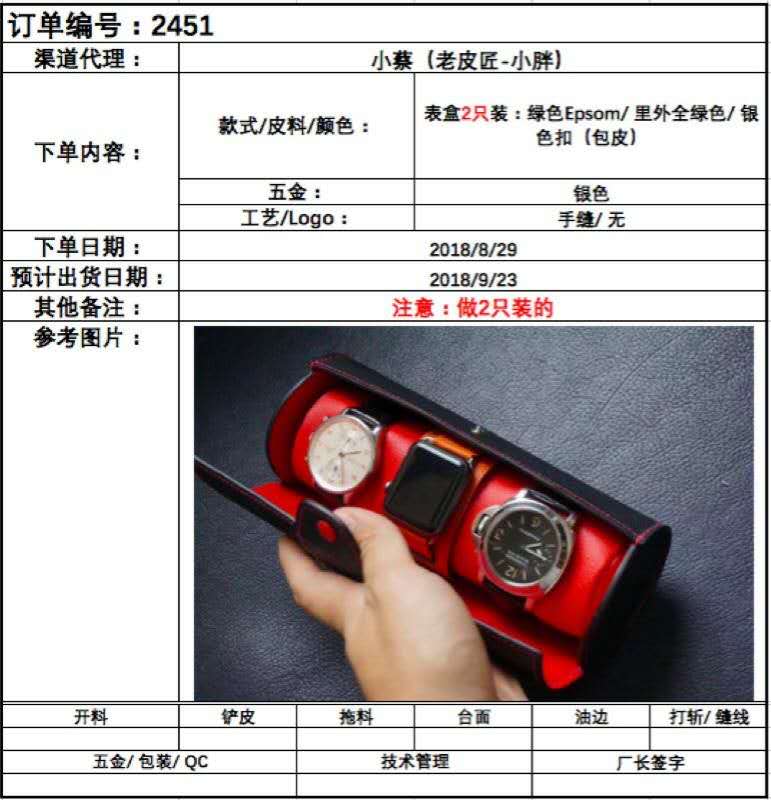 订单编号：2451
渠道代理：
小蔡（老皮匠-小胖）
下单内容：
款式/皮料/颜色：
表盒2只装：绿色Epsom/ 里外全绿色/ 银
色扣（包皮）
五金：
银色
工艺/Logo：
手缝/ 无
下单日期：
2018/8/29
预计出货日期：
2018/9/23
其他备注：
注意：做2只装的
参考图片：
开料
铲皮
拖料
台面
油边
打斩/ 缝线
五金/ 包装/ QC
技术管理
厂长签字